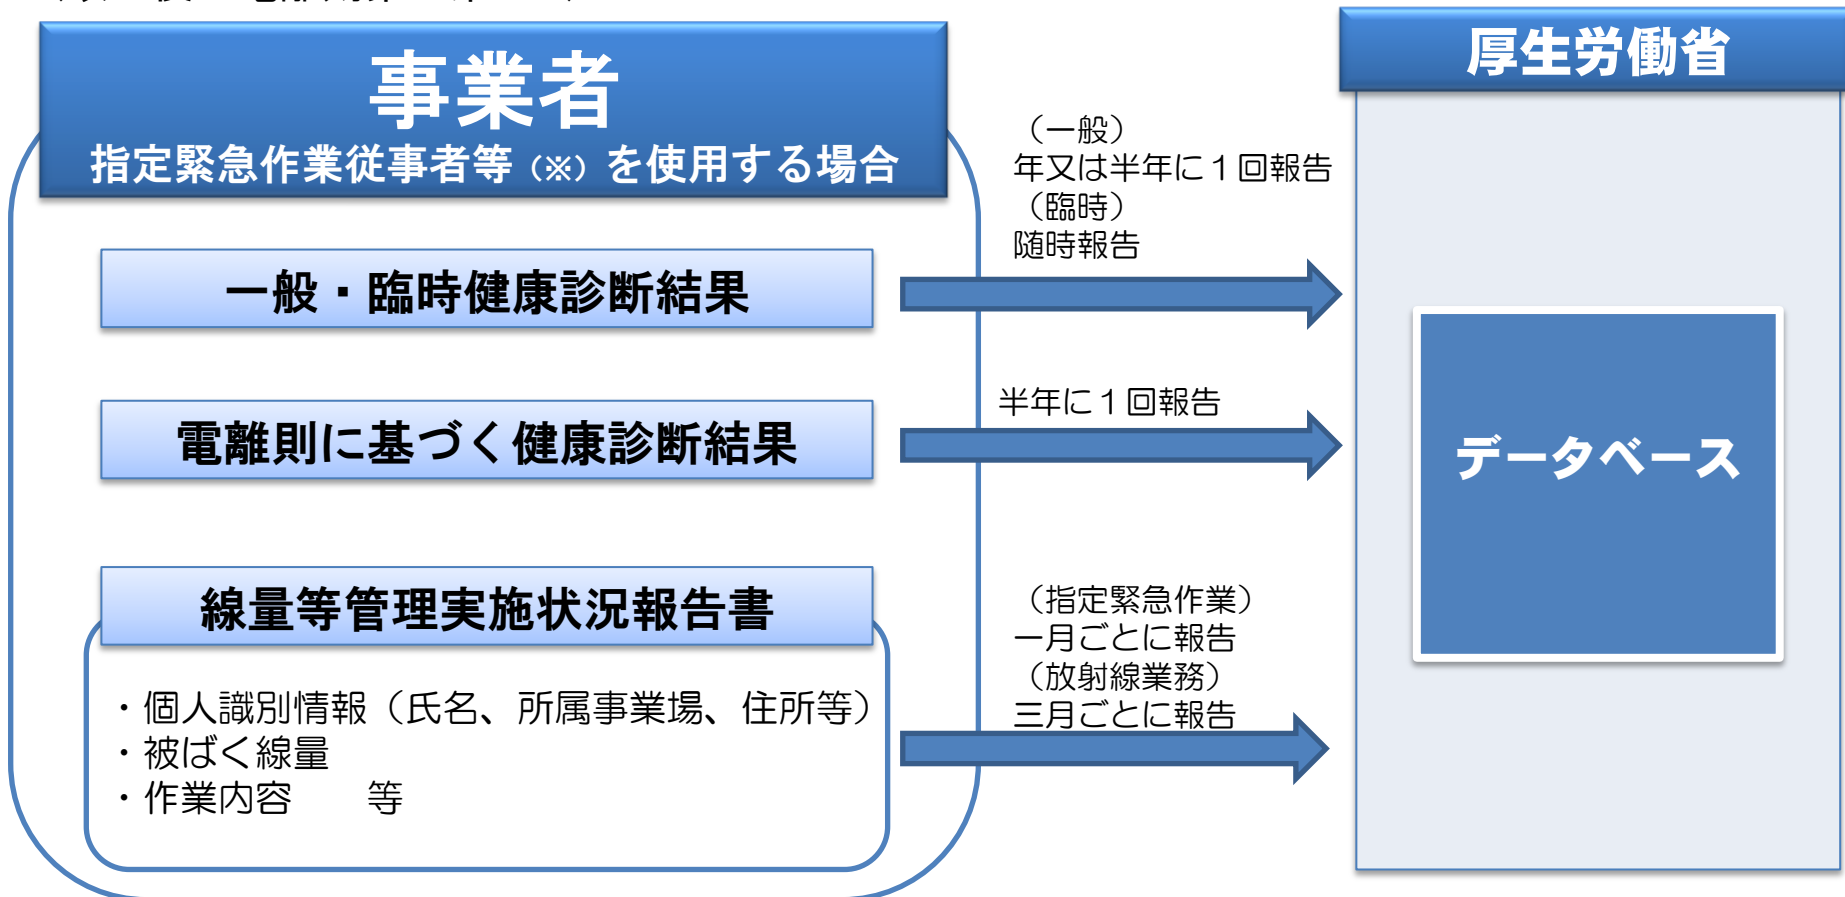 事業者
指定緊急作業従事者等（※）を使用する場合
厚生労働省
一般・臨時健康診断結果
（一般）
年又は半年に１回報告
（臨時）
随時報告
電離則に基づく健康診断結果
半年に１回報告
データベース
線量等管理実施状況報告書
・個人識別情報（氏名、所属事業場、住所等）
・被ばく線量
・作業内容　　等
（指定緊急作業）
一月ごとに報告
（放射線業務）
三月ごとに報告